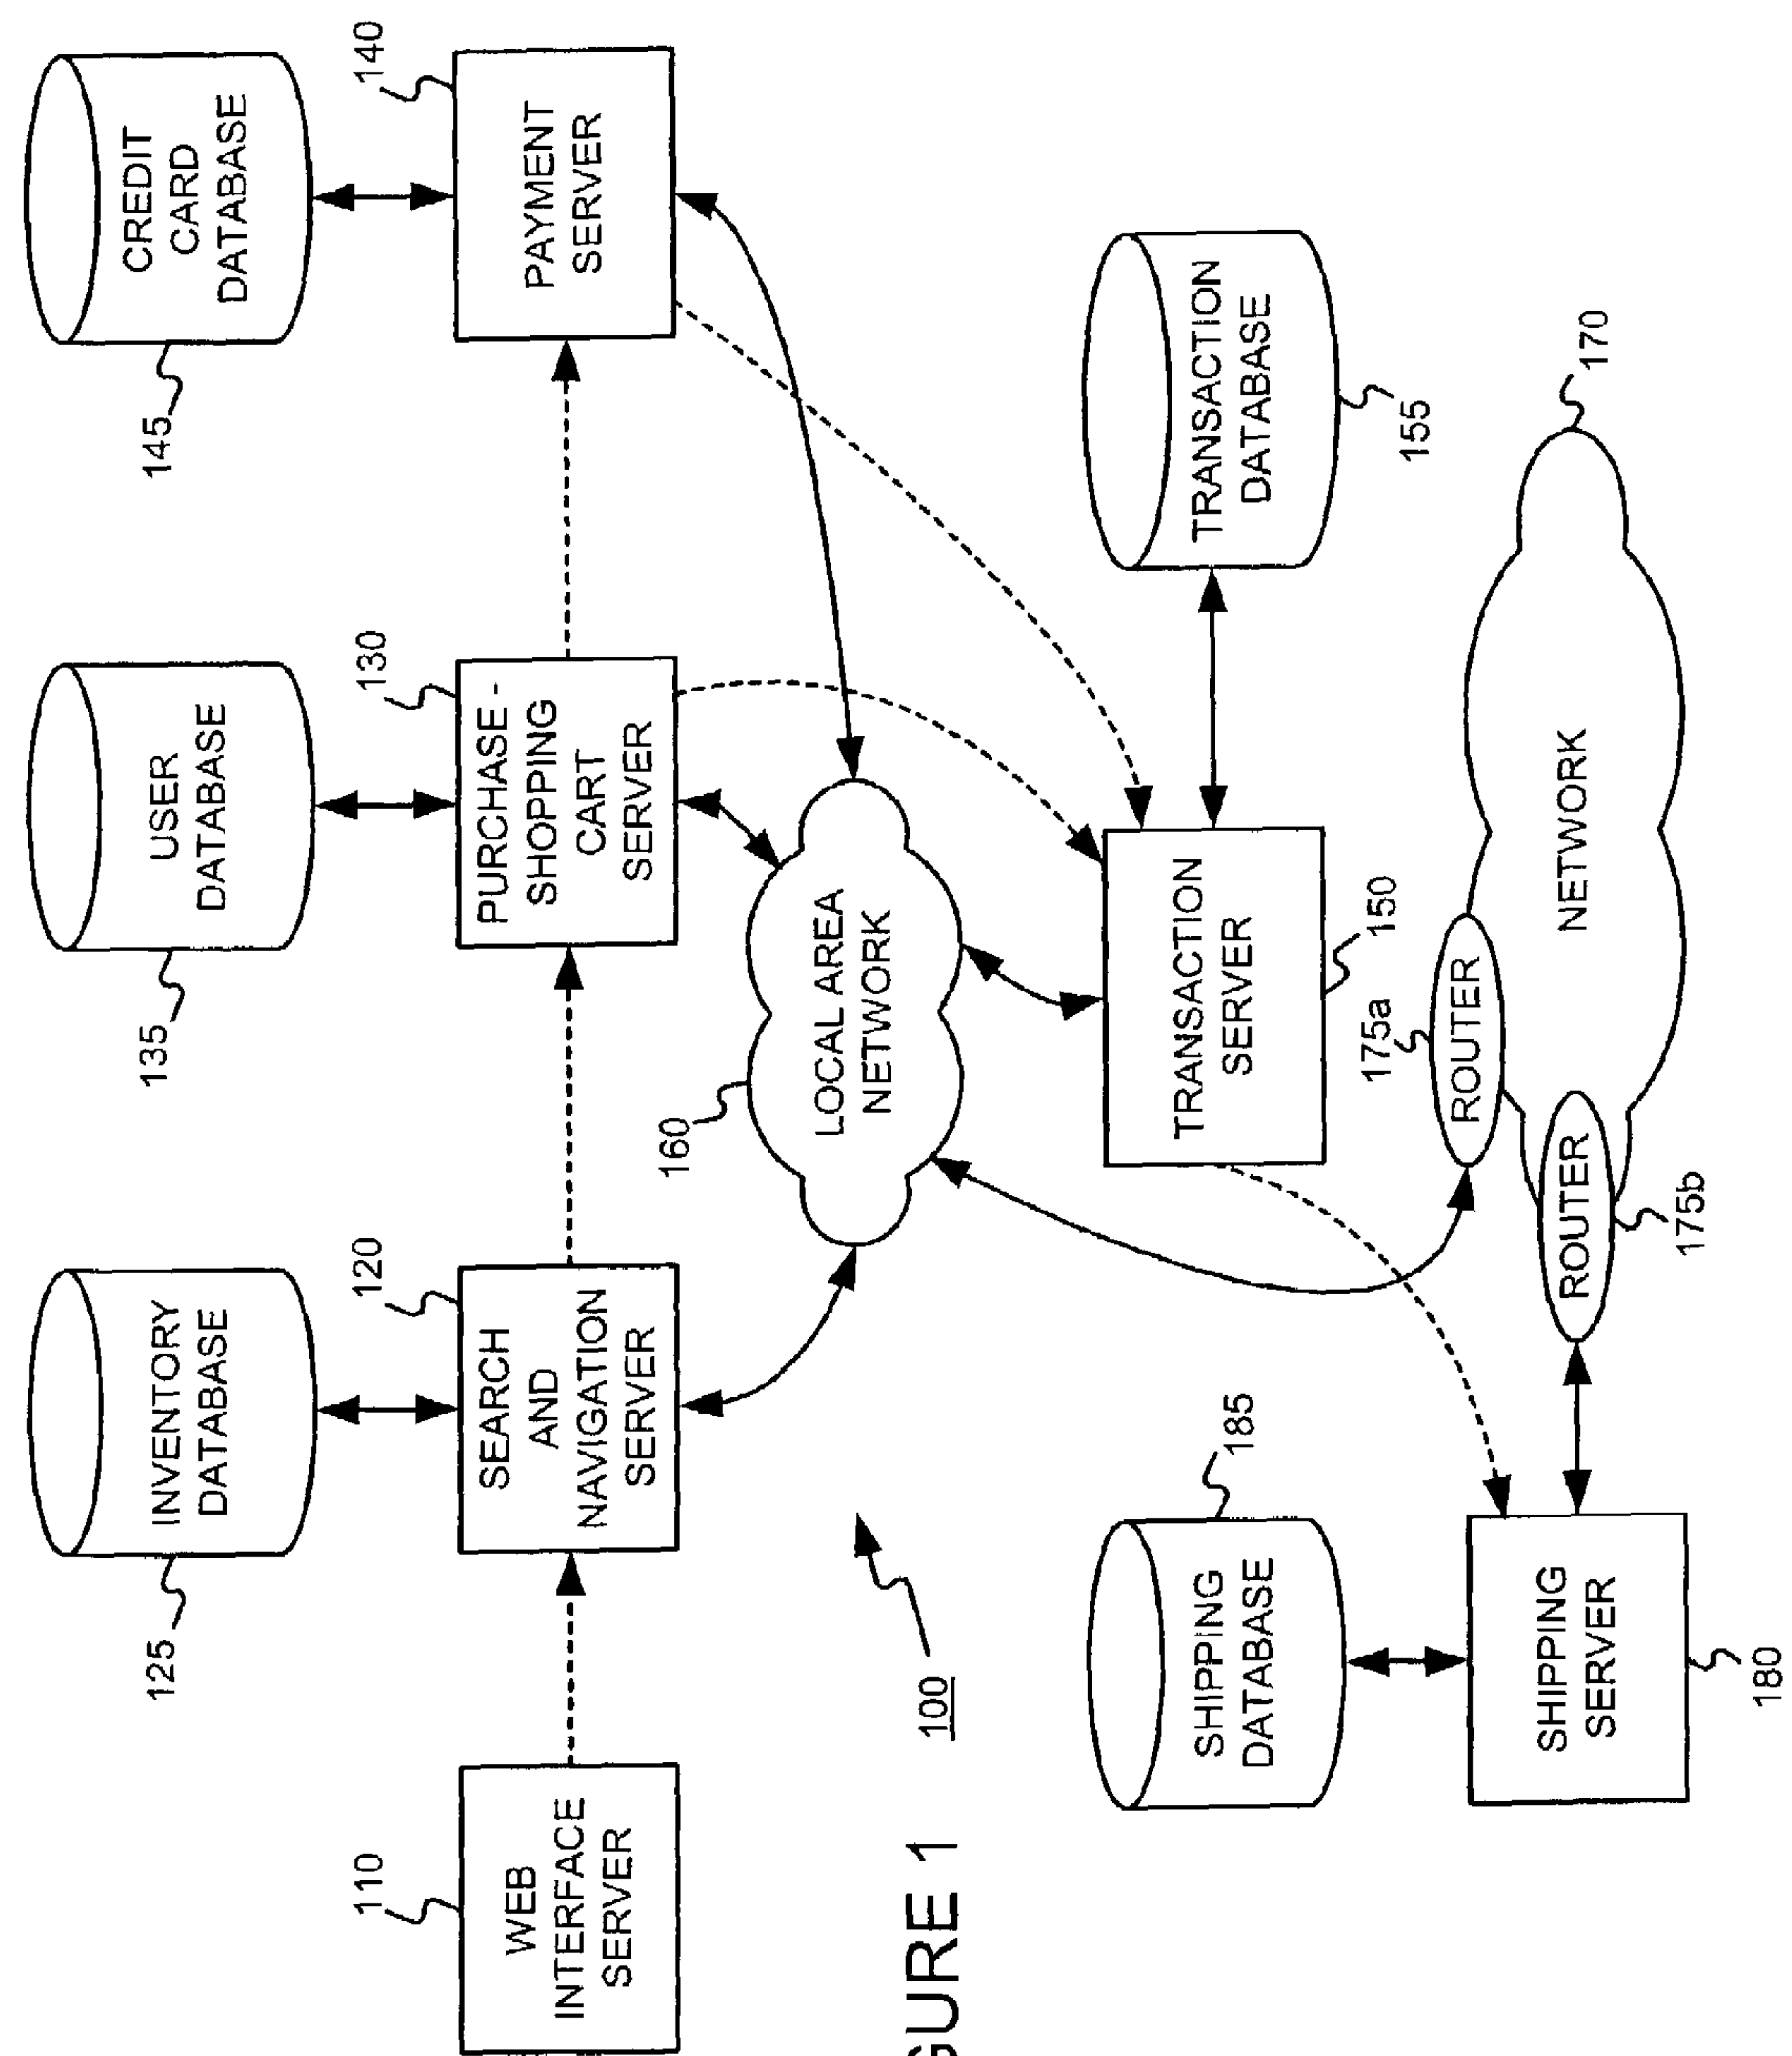 145
CREDIT
CARD
DATABASE
140
PAYMENT
SERVER
135
USER
DATABASE
130
PURCHASE -
SHOPPING
CART
SERVER
125
INVENTORY
DATABASE
120
SEARCH
AND
NAVIGATION
SERVER
110
WEB
INTERFACE
SERVER
160
LOCAL AREA
NETWORK
TRANSACTION
DATABASE
155
TRANSACTION
SERVER
150
170
NETWORK
175a
ROUTER
ROUTER
175b
185
SHIPPING
DATABASE
SHIPPING
SERVER
180
100
GURE 1